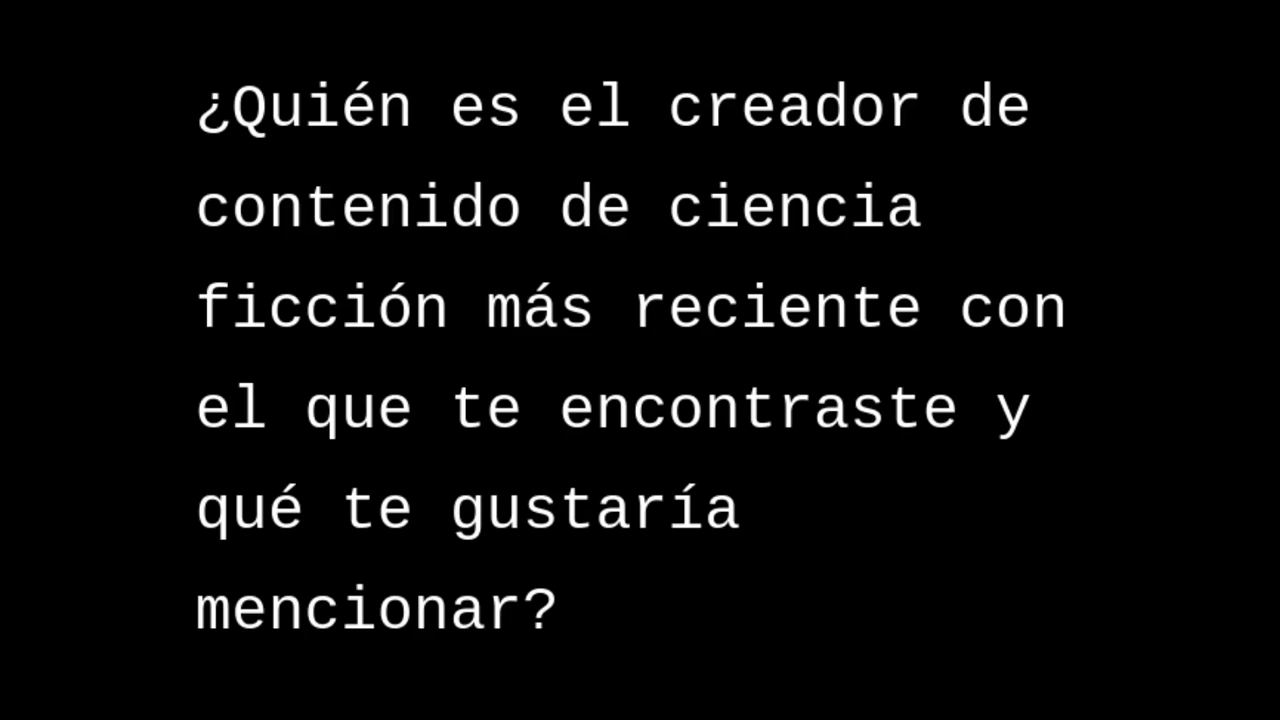 ¿Quién es el creador de
contenido de ciencia
ficción más reciente con
el que te encontraste y
qué te gustaría
mencionar?